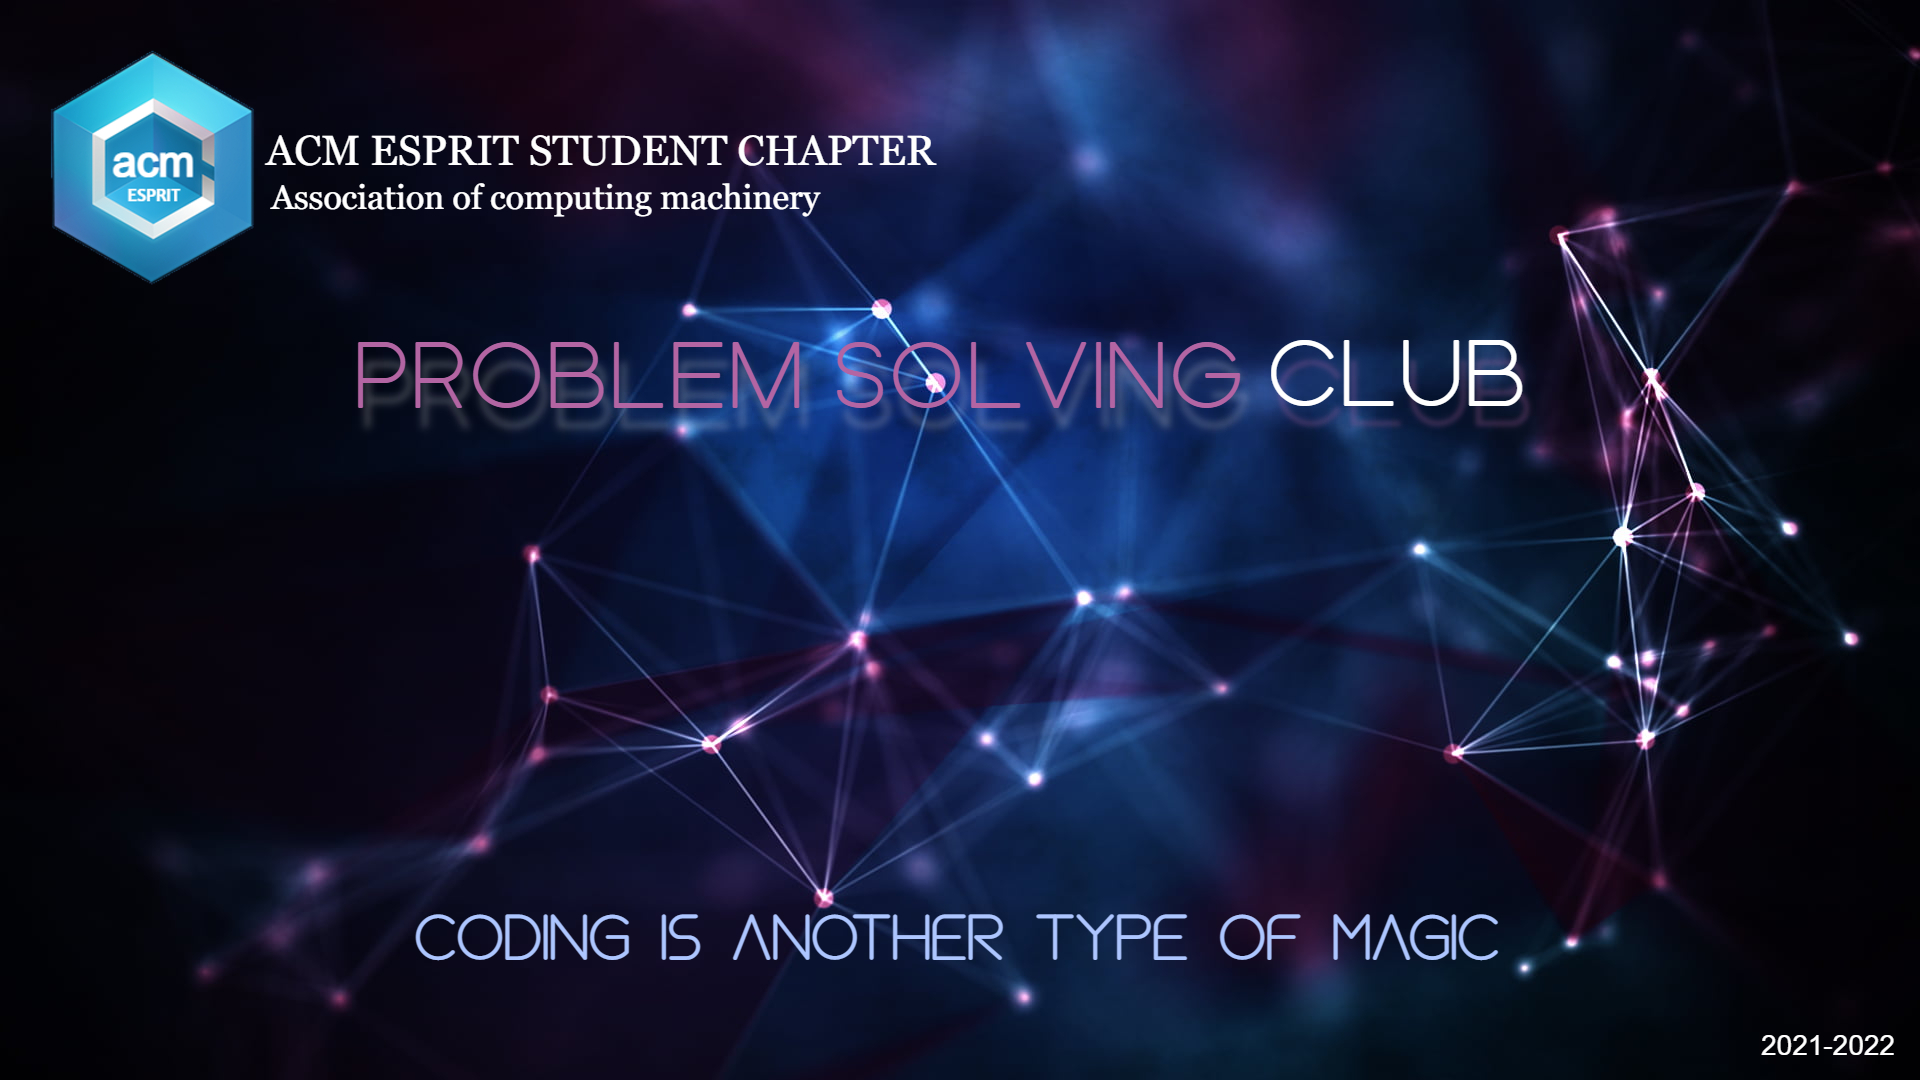 acm
ESPRIT
ACM ESPRIT STUDENT CHAPTER
Association of computing machinery
PROBLEM SOLVING CLUB
CODING IS ANOTHER TYPE OF MAGIC
2021-2022